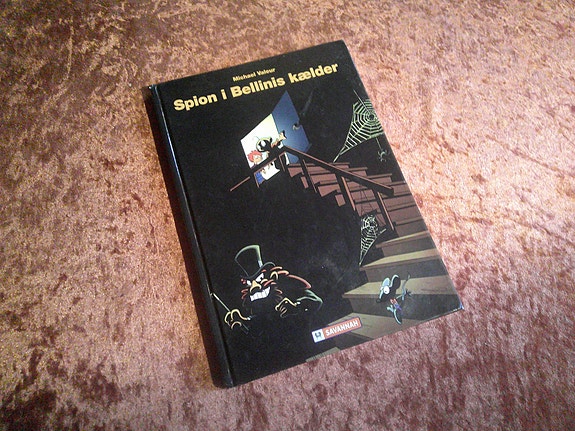 Michael Valeur
Spion i Bellinis kælder
SAVANNAH